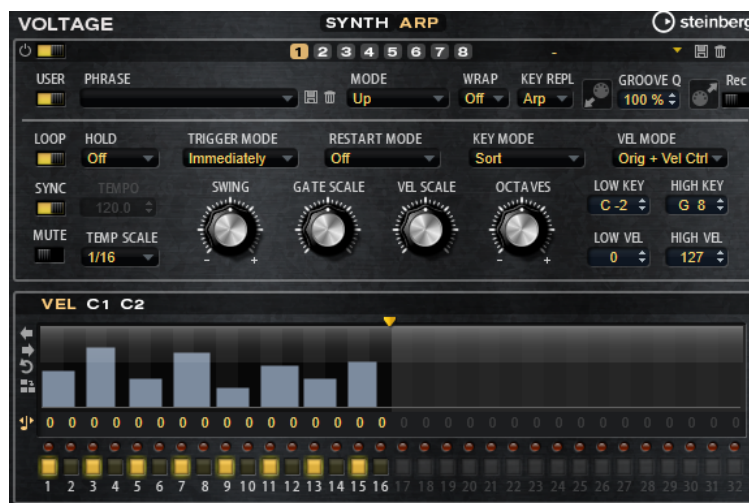 VOLTAGE SYNTH ARP steinberg
1 2 3 4 5 6 7 8 -
USER PHRASE MODE WRAP KEY REPL GROOVE Q Rec
Up Off Arp 100 %
LOOP HOLD TRIGGER MODE RESTART MODE KEY MODE VEL MODE
Off Immediately Off Sort Orig + Vel Ctrl
SYNC TEMPO SWING GATE SCALE VEL SCALE OCTAVES LOW KEY HIGH KEY
120.0 C -2 G 8
MUTE TEMP SCALE LOW VEL HIGH VEL
1/16 - + - + 0 127
VEL C1 C2
0 0 0 0 0 0 0 0 0 0 0 0 0 0 0 0 0 0 0 0 0 0 0 0 0 0 0 0 0 0 0 0
1 2 3 4 5 6 7 8 9 10 11 12 13 14 15 16 17 18 19 20 21 22 23 24 25 26 27 28 29 30 31 32